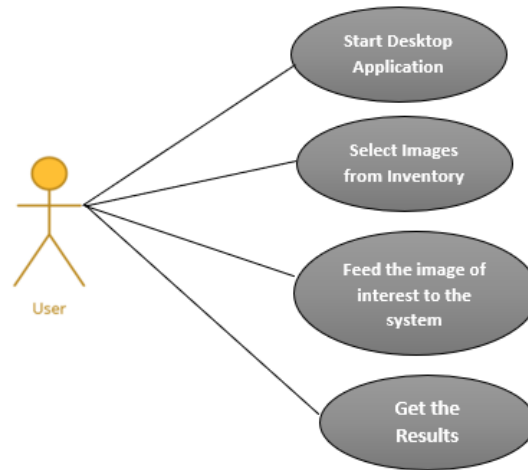 Start Desktop
Application
Select Images
from Inventory
Feed the image of
interest to the
system
User
Get the
Results